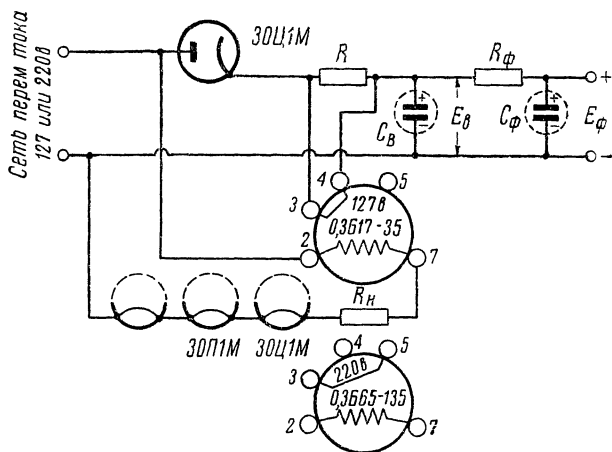 30Ц1М
Сеть перем тока
127 или 220в
R
Rф
+
+
+
Cв
Eв
Cф
Eф
−
−
−
4
5
3
127в
0,3Б17-35
2
7
Rн
30П1М
30Ц1М
4
5
3
220в
0,3Б65-135
2
7